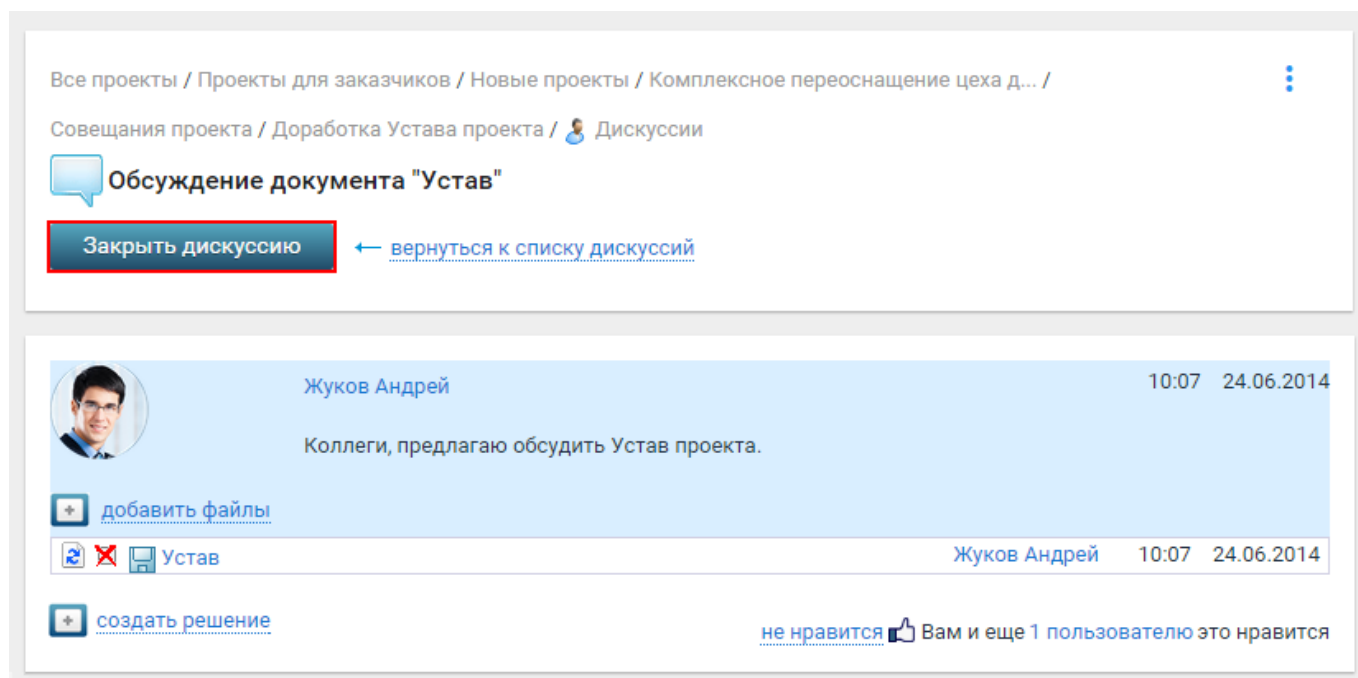 Все проекты / Проекты для заказчиков / Новые проекты / Комплексное переоснащение цеха д... /
Совещания проекта / Доработка Устава проекта / Дискуссии
Обсуждение документа "Устав"
Закрыть дискуссию ← вернуться к списку дискуссий
Жуков Андрей 10:07 24.06.2014
Коллеги, предлагаю обсудить Устав проекта.
добавить файлы
Устав Жуков Андрей 10:07 24.06.2014
создать решение
не нравится Вам и еще 1 пользователю это нравится